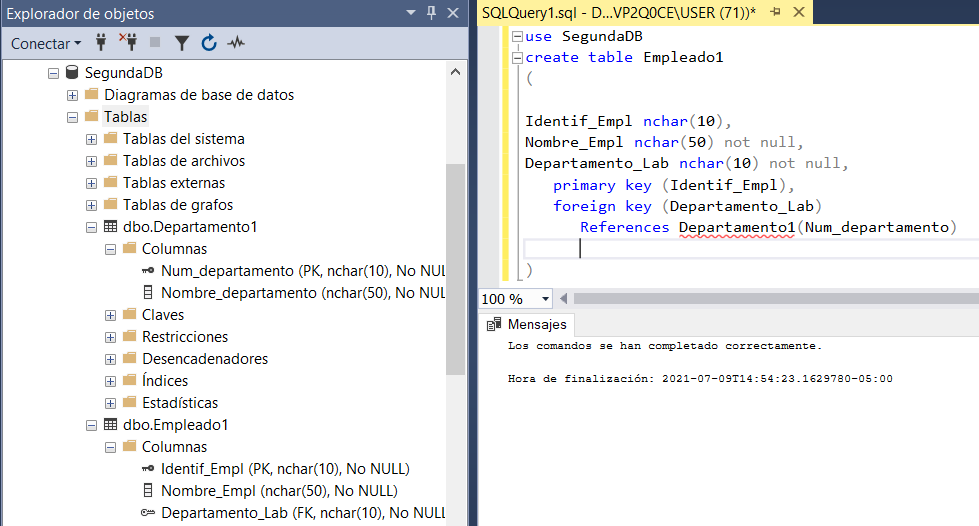 Explorador de objetos
Conectar
SegundaDB
Diagramas de base de datos
Tablas
Tablas del sistema
Tablas de archivos
Tablas externas
Tablas de grafos
dbo.Departamento1
Columnas
Num_departamento (PK, nchar(10), No NUL
Nombre_departamento (nchar(50), No NUL
Claves
Restricciones
Desencadenadores
Índices
Estadísticas
dbo.Empleado1
Columnas
Identif_Empl (PK, nchar(10), No NULL)
Nombre_Empl (nchar(50), No NULL)
Departamento_Lab (FK, nchar(10), No NUL
SQLQuery1.sql - D...VP2Q0CE\USER (71))*
use SegundaDB
create table Empleado1
(
Identif_Empl nchar(10),
Nombre_Empl nchar(50) not null,
Departamento_Lab nchar(10) not null,
primary key (Identif_Empl),
foreign key (Departamento_Lab)
References Departamento1(Num_departamento)
)
100 %
Mensajes
Los comandos se han completado correctamente.
Hora de finalización: 2021-07-09T14:54:23.1629780-05:00